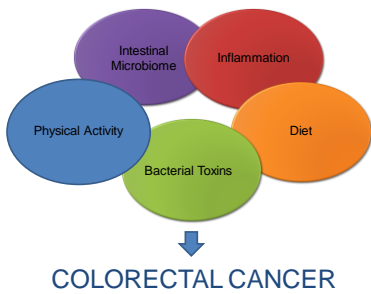 Intestinal
Microbiome
Inflammation
Physical Activity
Diet
Bacterial Toxins
COLORECTAL CANCER